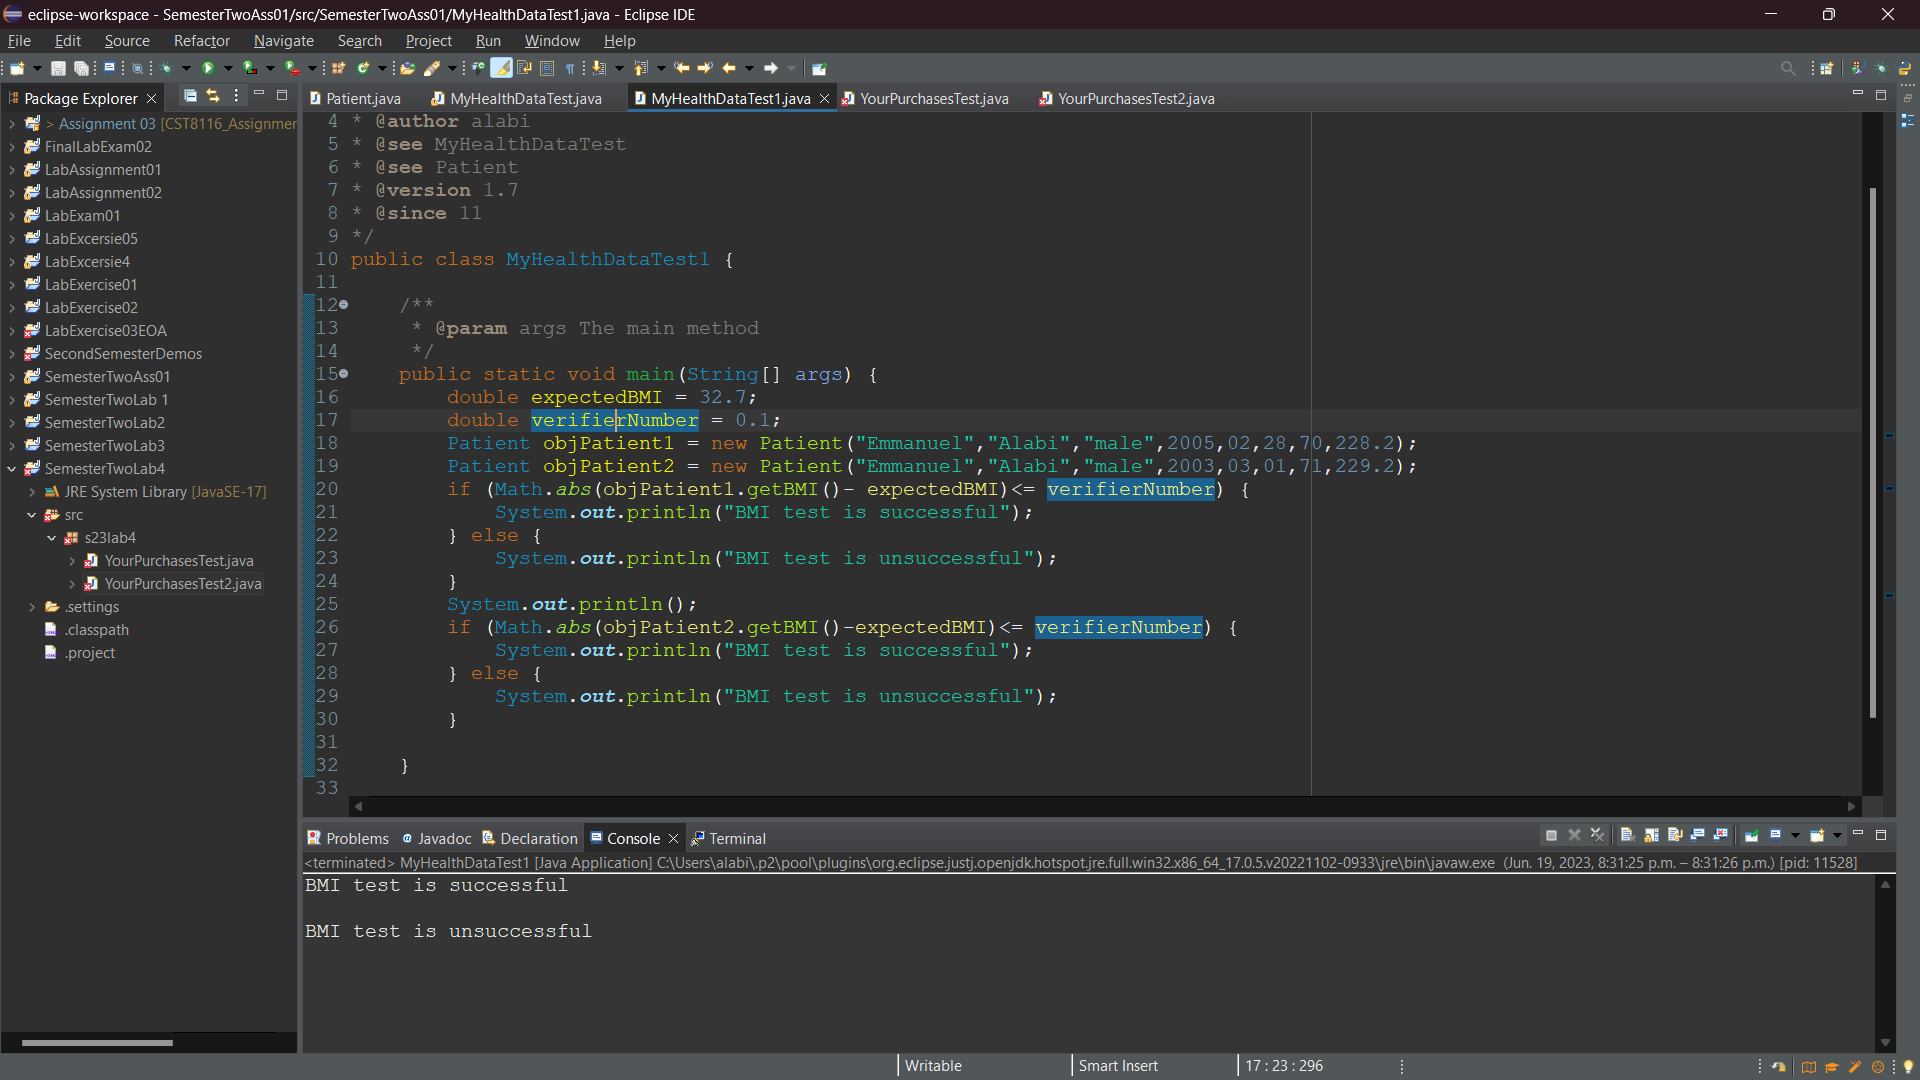 eclipse-workspace - SemesterTwoAss01/src/SemesterTwoAss01/MyHealthDataTest1.java - Eclipse IDE
File Edit Source Refactor Navigate Search Project Run Window Help
Package Explorer
> Assignment 03 [CST8116_Assignmer
FinalLabExam02
LabAssignment01
LabAssignment02
LabExam01
LabExcersie05
LabExcersie4
LabExercise01
LabExercise02
LabExercise03EOA
SecondSemesterDemos
SemesterTwoAss01
SemesterTwoLab 1
SemesterTwoLab2
SemesterTwoLab3
SemesterTwoLab4
JRE System Library [JavaSE-17]
src
s23lab4
YourPurchasesTest.java
YourPurchasesTest2.java
.settings
.classpath
.project
Patient.java MyHealthDataTest.java MyHealthDataTest1.java YourPurchasesTest.java YourPurchasesTest2.java
4 * @author alabi
5 * @see MyHealthDataTest
6 * @see Patient
7 * @version 1.7
8 * @since 11
9 */
10 public class MyHealthDataTest1 {
11
12 /**
13 * @param args The main method
14 */
15 public static void main(String[] args) {
16 double expectedBMI = 32.7;
17 double verifierNumber = 0.1;
18 Patient objPatient1 = new Patient("Emmanuel","Alabi","male",2005,02,28,70,228.2);
19 Patient objPatient2 = new Patient("Emmanuel","Alabi","male",2003,03,01,71,229.2);
20 if (Math.abs(objPatient1.getBMI()- expectedBMI)<= verifierNumber) {
21 System.out.println("BMI test is successful");
22 } else {
23 System.out.println("BMI test is unsuccessful");
24 }
25 System.out.println();
26 if (Math.abs(objPatient2.getBMI()-expectedBMI)<= verifierNumber) {
27 System.out.println("BMI test is successful");
28 } else {
29 System.out.println("BMI test is unsuccessful");
30 }
31
32 }
33
Problems @ Javadoc Declaration Console Terminal
<terminated> MyHealthDataTest1 [Java Application] C:\Users\alabi\.p2\pool\plugins\org.eclipse.justj.openjdk.hotspot.jre.full.win32.x86_64_17.0.5.v20221102-0933\jre\bin\javaw.exe (Jun. 19, 2023, 8:31:25 p.m. – 8:31:26 p.m.) [pid: 11528]
BMI test is successful
BMI test is unsuccessful
Writable Smart Insert 17 : 23 : 296